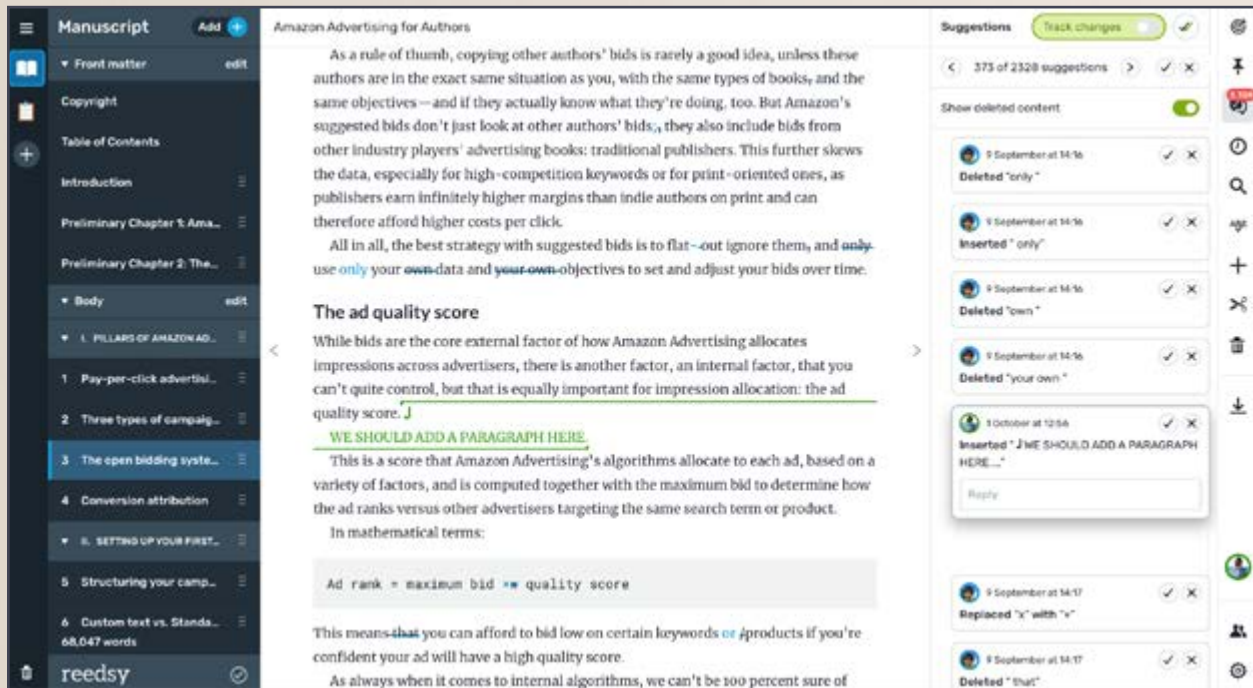 Manuscript
Add
Front matter
edit
Copyright
Table of Contents
Introduction
Preliminary Chapter 1: Ama...
Preliminary Chapter 2: The...
Body
edit
I. PILLARS OF AMAZON AD...
1 Pay-per-click advertisi...
2 Three types of campaig...
3 The open bidding syste...
4 Conversion attribution
II. SETTING UP YOUR FIRST...
5 Structuring your camp...
6 Custom text vs. Standa...
68,047 words
reedsy
Amazon Advertising for Authors
As a rule of thumb, copying other authors' bids is rarely a good idea, unless these
authors are in the exact same situation as you, with the same types of books, and the
same objectives—and if they actually know what they're doing, too. But Amazon's
suggested bids don't just look at other authors' bids;, they also include bids from
other industry players' advertising books: traditional publishers. This further skews
the data, especially for high-competition keywords or for print-oriented ones, as
publishers earn infinitely higher margins than indie authors on print and can
therefore afford higher costs per click.
All in all, the best strategy with suggested bids is to flat- out ignore them, and only
use only your own data and your own objectives to set and adjust your bids over time.
The ad quality score
While bids are the core external factor of how Amazon Advertising allocates
impressions across advertisers, there is another factor, an internal factor, that you
can't quite control, but that is equally important for impression allocation: the ad
quality score.
WE SHOULD ADD A PARAGRAPH HERE.
This is a score that Amazon Advertising's algorithms allocate to each ad, based on a
variety of factors, and is computed together with the maximum bid to determine how
the ad ranks versus other advertisers targeting the same search term or product.
In mathematical terms:
Ad rank = maximum bid quality score
This means that you can afford to bid low on certain keywords or /products if you're
confident your ad will have a high quality score.
As always when it comes to internal algorithms, we can't be 100 percent sure of
Suggestions
Track changes
373 of 2328 suggestions
Show deleted content
9 September at 14:16
Deleted "only "
9 September at 14:16
Inserted " only"
9 September at 14:16
Deleted "own "
9 September at 14:16
Deleted "your own "
October at 12:56
Inserted " WE SHOULD ADD A PARAGRAPH
HERE...."
Reply
9 September at 14:17
Replaced "x" with
9 September at 14:17
Deleted " that"